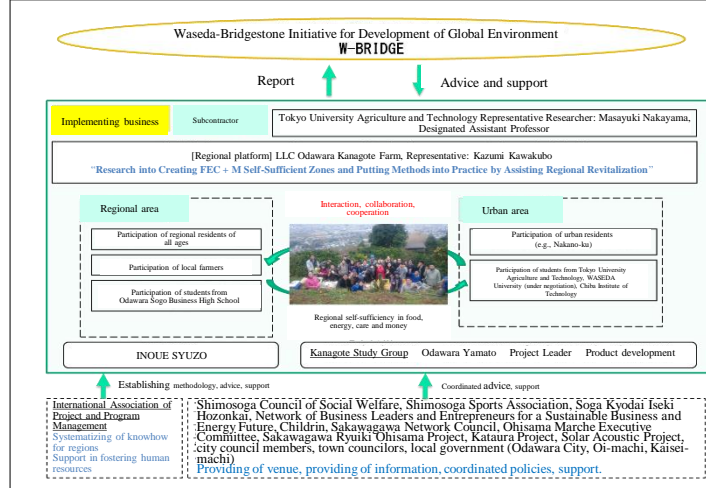 Waseda-Bridgestone Initiative for Development of Global Environment
W-BRIDGE
Report
Advice and support
Implementing business
Subcontractor
Tokyo University Agriculture and Technology Representative Researcher: Masayuki Nakayama,
Designated Assistant Professor
[Regional platform] LLC Odawara Kanagote Farm, Representative: Kazumi Kawakubo
“Research into Creating FEC + M Self-Sufficient Zones and Putting Methods into Practice by Assisting Regional Revitalization”
Regional area
Participation of regional residents of
all ages
Participation of local farmers
Participation of students from
Odawara Sogo Business High School
Interaction, collaboration,
cooperation
Regional self-sufficiency in food,
energy, care and money
Urban area
Participation of urban residents
(e.g., Nakano-ku)
Participation of students from Tokyo University
Agriculture and Technology, WASEDA
University (under negotiation), Chiba Institute of
Technology
INOUE SYUZO
Kanagote Study Group Odawara Yamato Project Leader Product development
Establishing methodology, advice, support
Coordinated advice, support
International Association of
Project and Program
Management
Systematizing of knowhow
for regions
Support in fostering human
resources
Shimosoga Council of Social Welfare, Shimosoga Sports Association, Soga Kyodai Iseki
Hozonkai, Network of Business Leaders and Entrepreneurs for a Sustainable Business and
Energy Future, Childrin, Sakawagawa Network Council, Ohisama Marche Executive
Committee, Sakawagawa Ryuiki Ohisama Project, Kataura Project, Solar Acoustic Project,
city council members, town councilors, local government (Odawara City, Oi-machi, Kaisei-
machi)
Providing of venue, providing of information, coordinated policies, support.